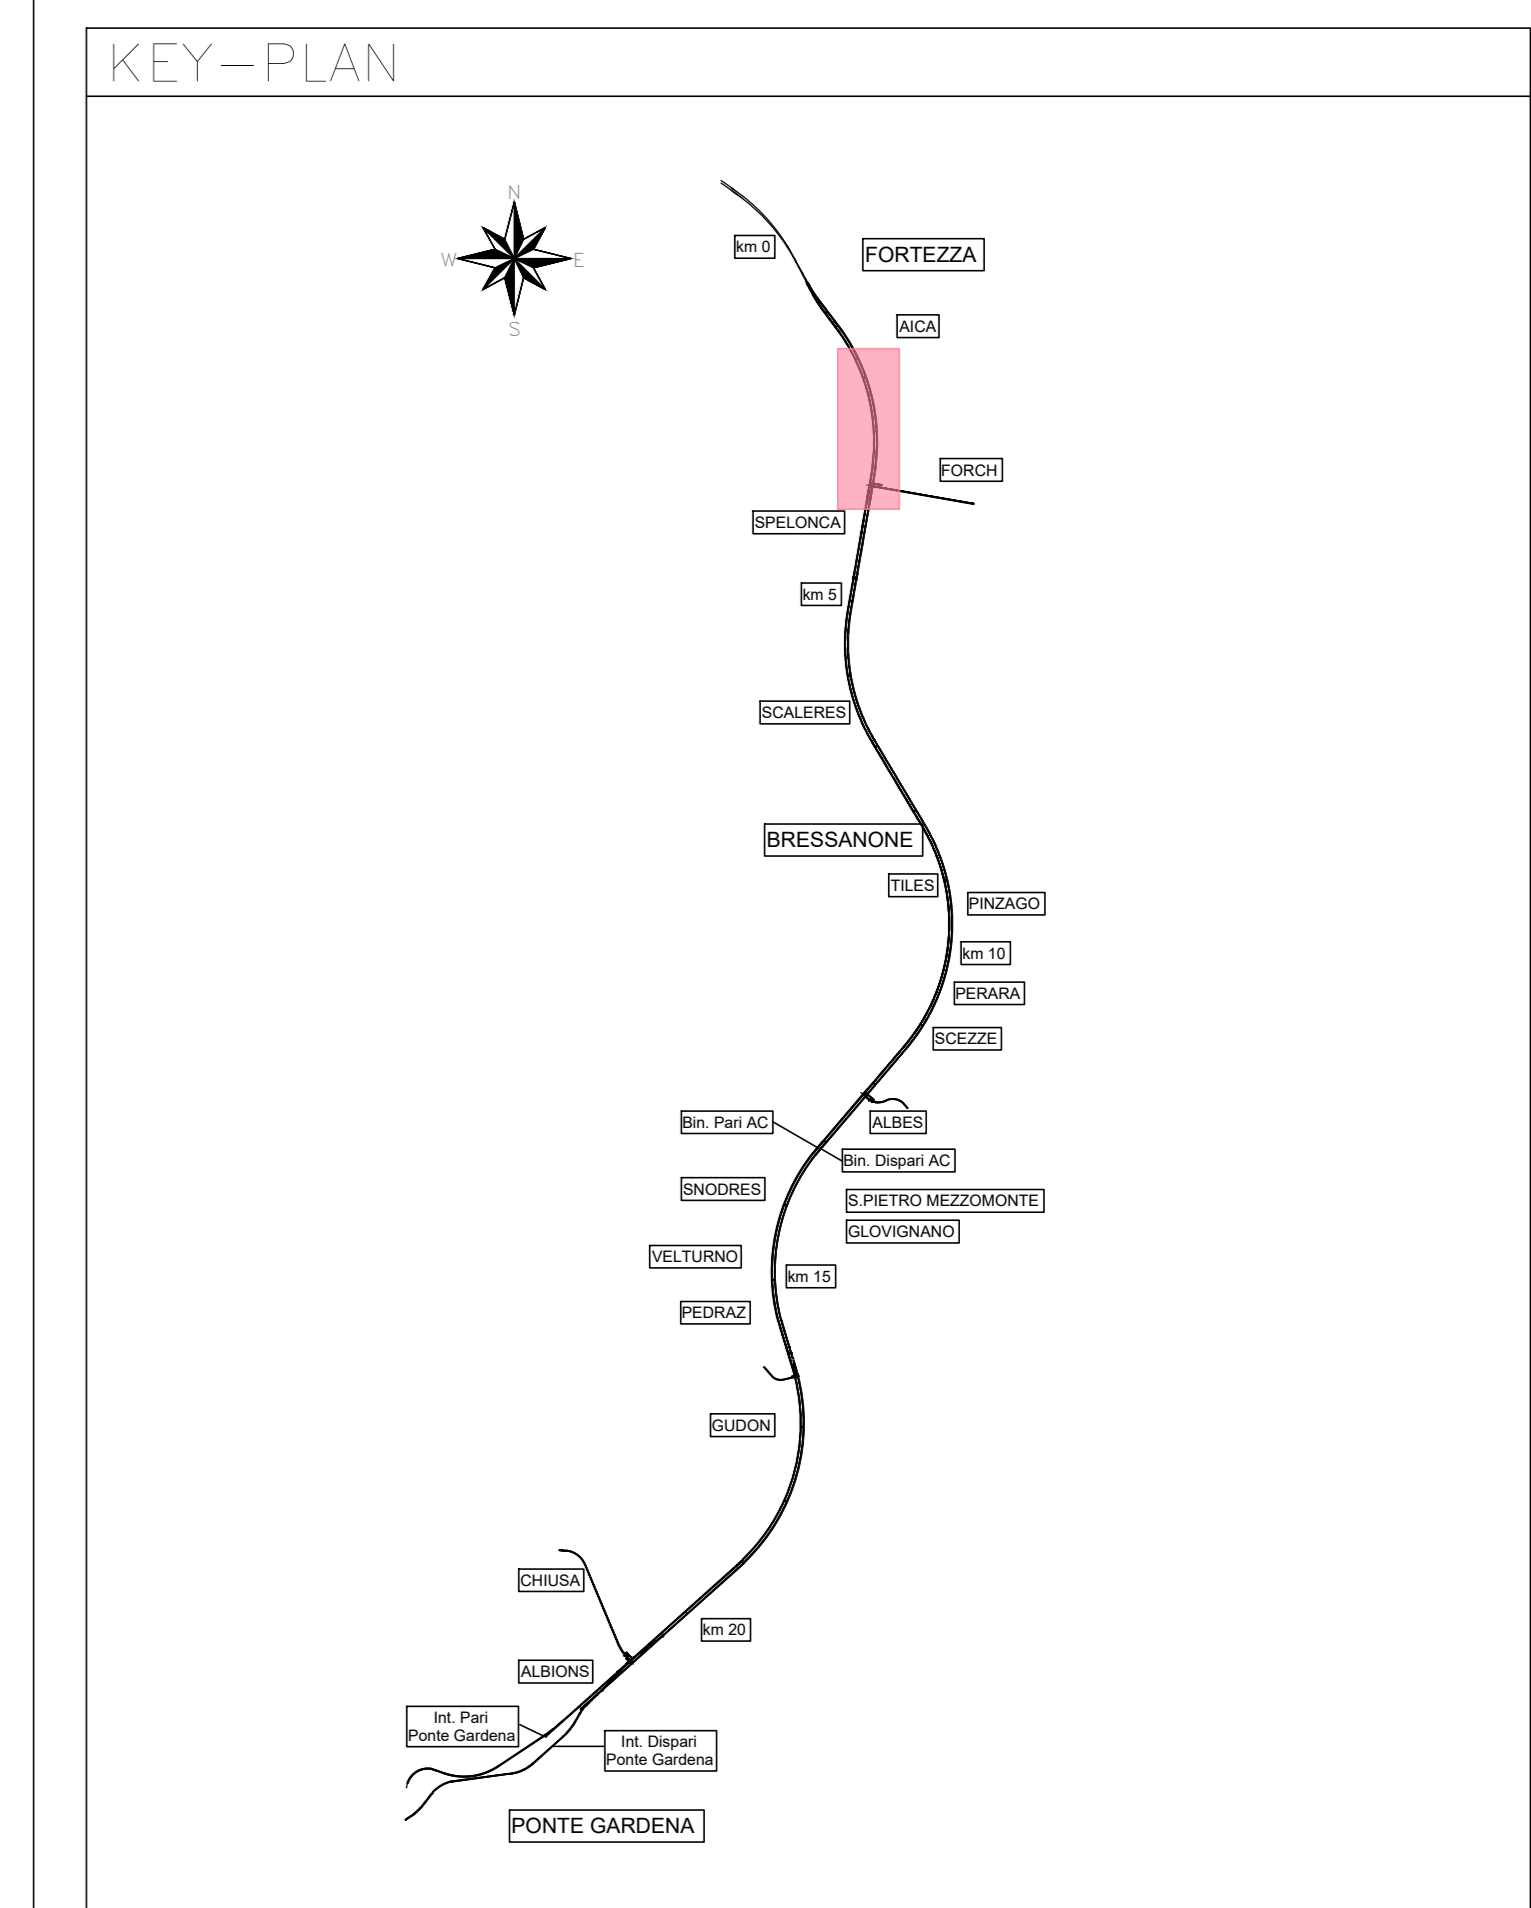 KEY-PLAN
N
W
E
S
km 0
FORTEZZA
AICA
FORCH
SPELONCA
km 5
SCALERES
BRESSANONE
TILES
PINZAGO
km 10
PERARA
SCEZZE
Bin. Pari AC
ALBES
Bin. Dispari AC
SNODRES
S.PIETRO MEZZOMONTE
GLOVIGNANO
VELTURNO
km 15
PEDRAZ
GUDON
CHIUSA
km 20
ALBIONS
Int. Pari
Ponte Gardena
Int. Dispari
Ponte Gardena
PONTE GARDENA